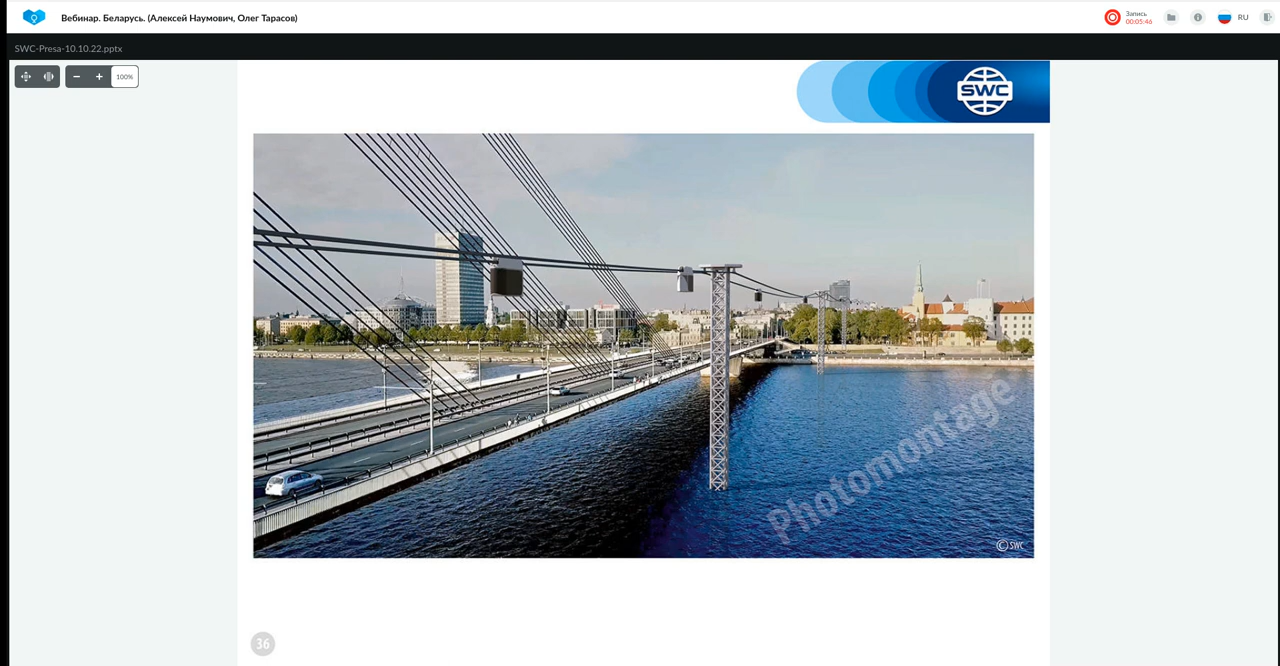 Вебинар. Беларусь. (Алексей Наумович, Олег Тарасов)
Запись
00:05:46
RU
SWC-Presa-10.10.22.pptx
100%
SWC
Photomontage
© SWC
36